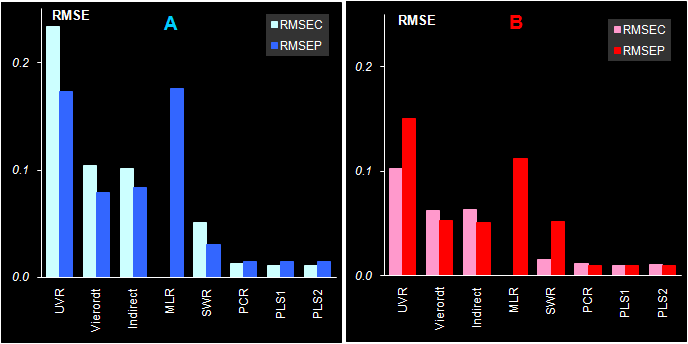 RMSE
A
RMSEC
RMSEP
0.2
0.1
0.0
UVR
Vierordt
Indirect
MLR
SWR
PCR
PLS1
PLS2
RMSE
B
RMSEC
RMSEP
0.2
0.1
0.0
UVR
Vierordt
Indirect
MLR
SWR
PCR
PLS1
PLS2